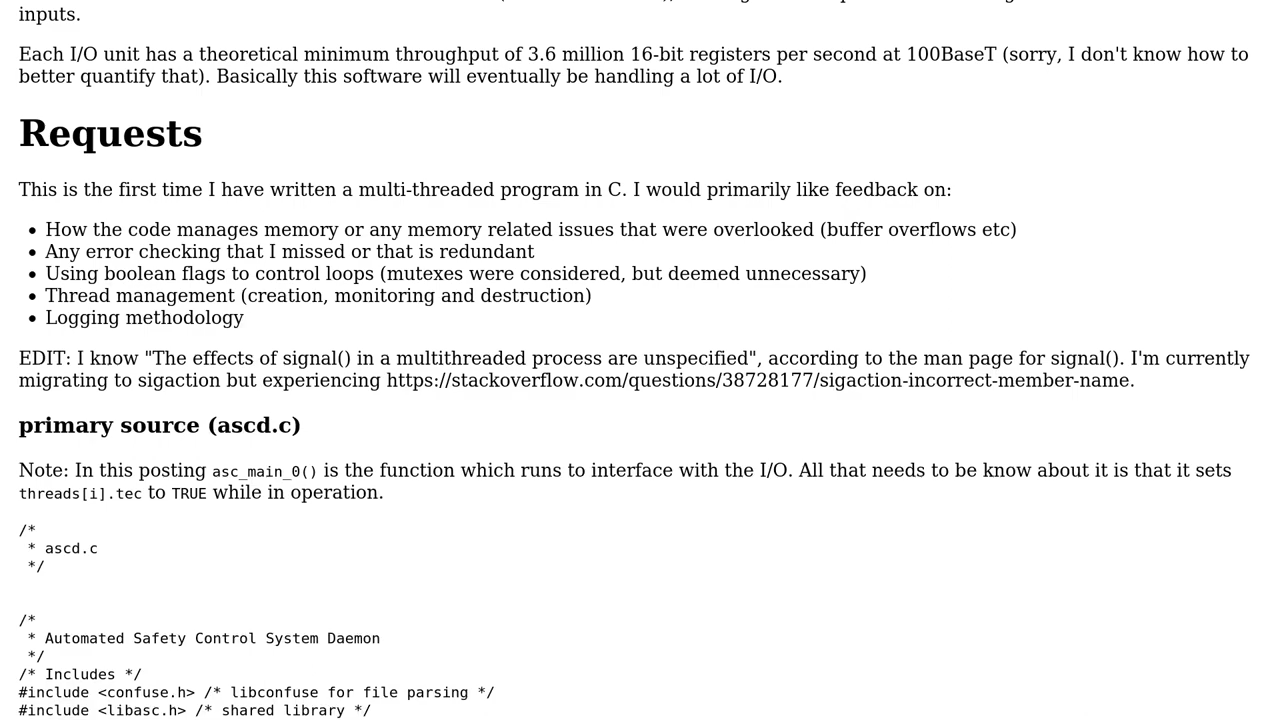 inputs.
Each I/O unit has a theoretical minimum throughput of 3.6 million 16-bit registers per second at 100BaseT (sorry, I don't know how to
better quantify that). Basically this software will eventually be handling a lot of I/O.
Requests
This is the first time I have written a multi-threaded program in C. I would primarily like feedback on:
• How the code manages memory or any memory related issues that were overlooked (buffer overflows etc)
• Any error checking that I missed or that is redundant
• Using boolean flags to control loops (mutexes were considered, but deemed unnecessary)
• Thread management (creation, monitoring and destruction)
• Logging methodology
EDIT: I know "The effects of signal() in a multithreaded process are unspecified", according to the man page for signal(). I'm currently
migrating to sigaction but experiencing https://stackoverflow.com/questions/38728177/sigaction-incorrect-member-name.
primary source (ascd.c)
Note: In this posting asc_main_0() is the function which runs to interface with the I/O. All that needs to be know about it is that it sets
threads[i].tec to TRUE while in operation.
/*
 * ascd.c
 */
/*
 * Automated Safety Control System Daemon
 */
/* Includes */
#include <confuse.h> /* libconfuse for file parsing */
#include <libasc.h> /* shared library */